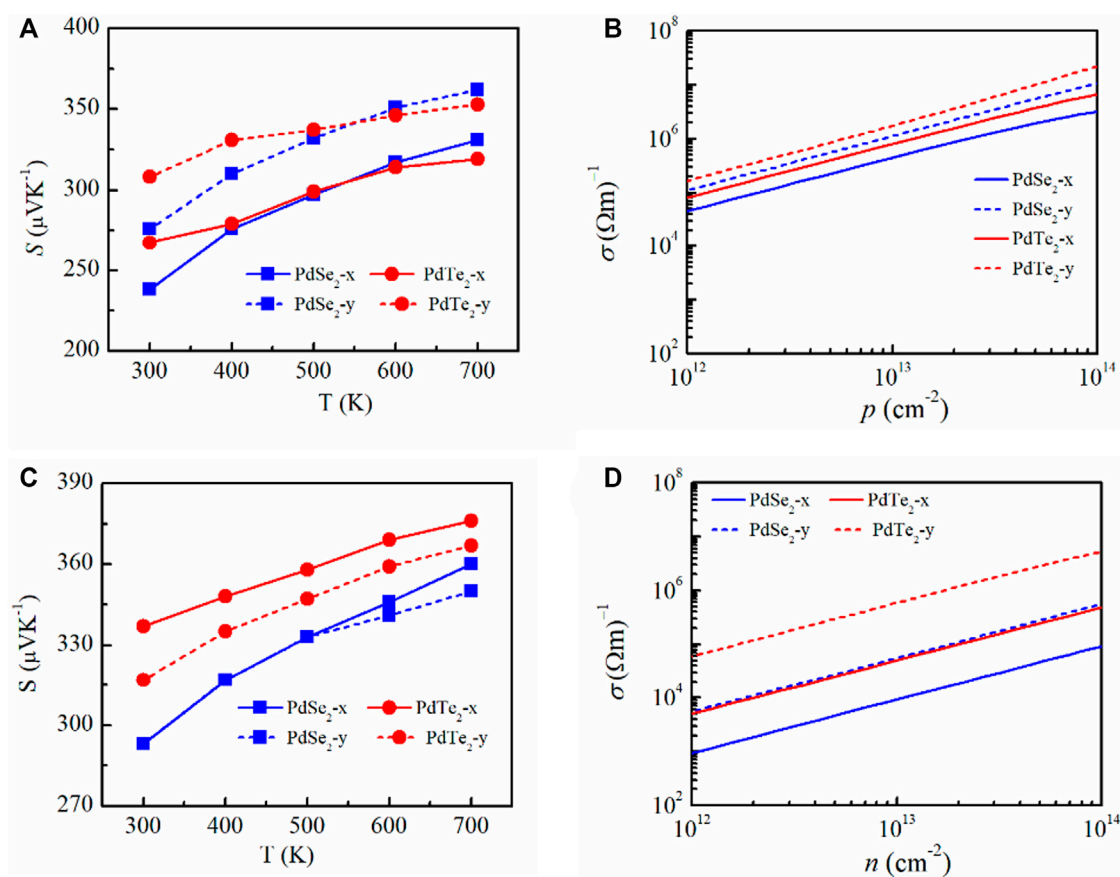 A
400
350
300
250
200
S (μVK⁻¹)
PdSe₂-x PdTe₂-x
PdSe₂-y PdTe₂-y
300 400 500 600 700
T (K)
B
10⁸
10⁶
10⁴
10²
σ (Ωm)⁻¹
PdSe₂-x
PdSe₂-y
PdTe₂-x
PdTe₂-y
10¹² 10¹³ 10¹⁴
p (cm⁻²)
C
390
360
330
300
270
S (μVK⁻¹)
PdSe₂-x PdTe₂-x
PdSe₂-y PdTe₂-y
300 400 500 600 700
T (K)
D
10⁸
10⁶
10⁴
10²
σ (Ωm)⁻¹
PdSe₂-x PdTe₂-x
PdSe₂-y PdTe₂-y
10¹² 10¹³ 10¹⁴
n (cm⁻²)